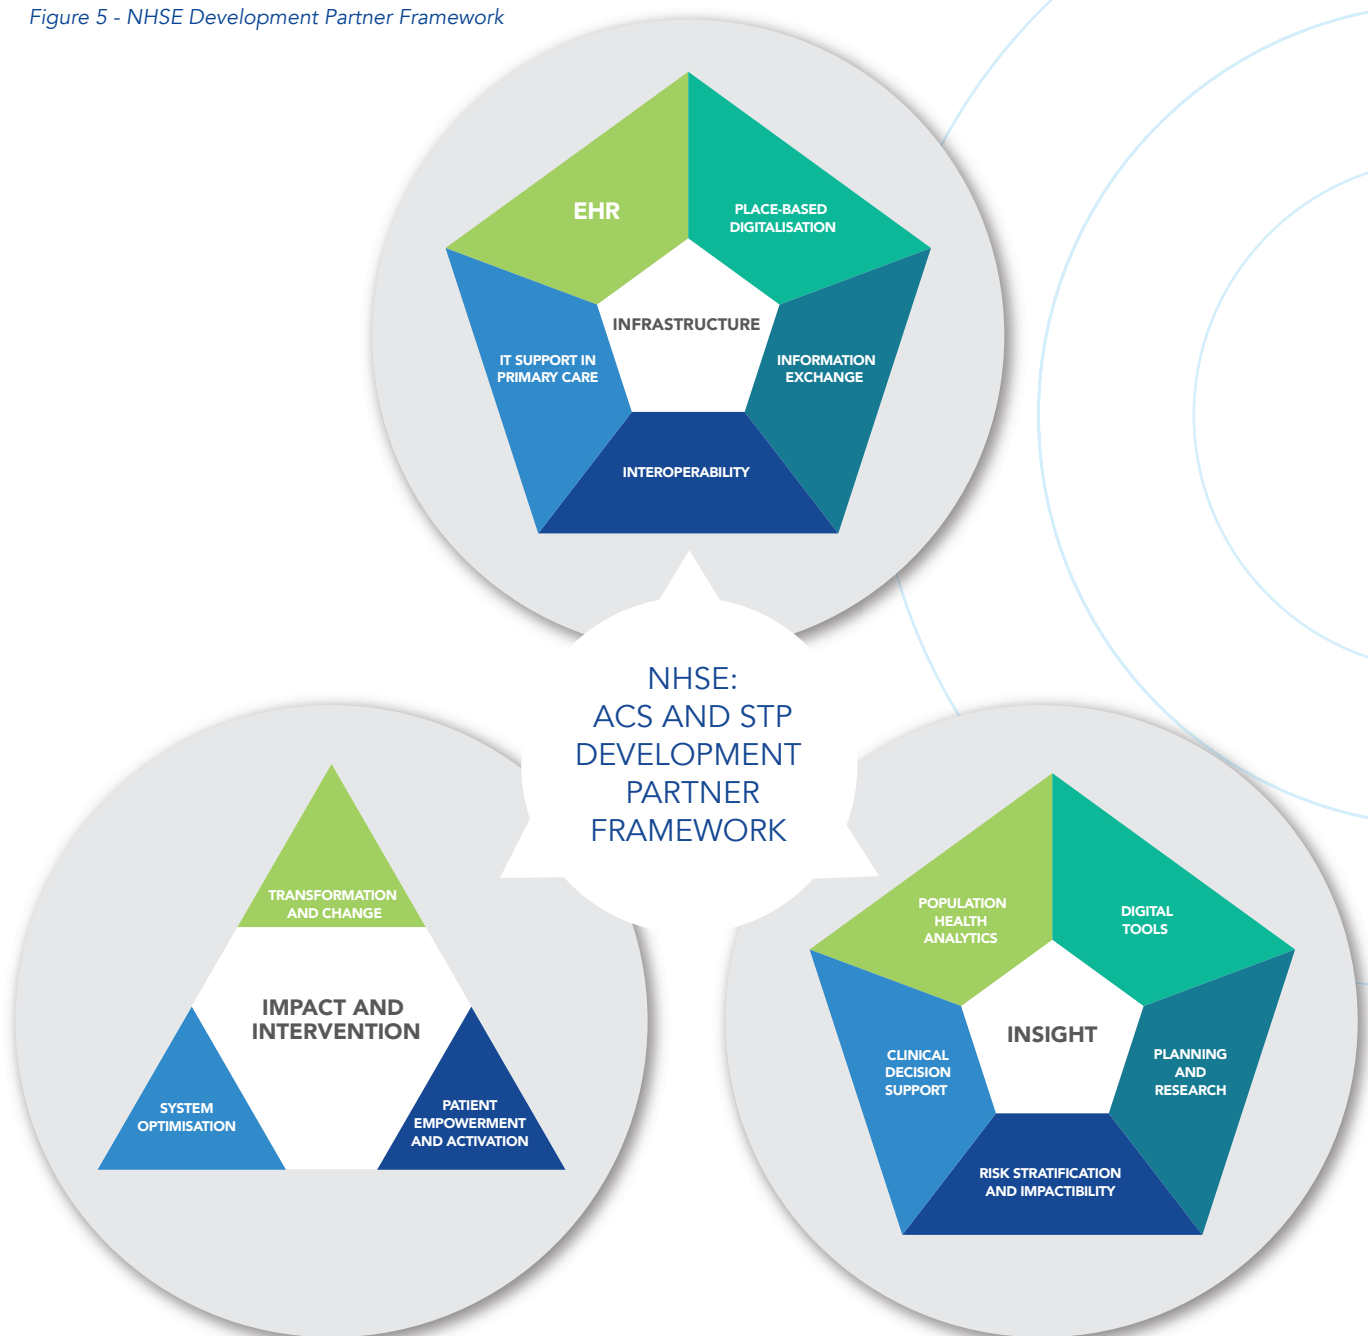 Figure 5 - NHSE Development Partner Framework
EHR
PLACE-BASED
DIGITALISATION
INFRASTRUCTURE
IT SUPPORT IN
PRIMARY CARE
INFORMATION
EXCHANGE
INTEROPERABILITY
NHSE:
ACS AND STP
DEVELOPMENT
PARTNER
FRAMEWORK
TRANSFORMATION
AND CHANGE
IMPACT AND
INTERVENTION
SYSTEM
OPTIMISATION
PATIENT
EMPOWERMENT
AND ACTIVATION
POPULATION
HEALTH
ANALYTICS
DIGITAL
TOOLS
INSIGHT
CLINICAL
DECISION
SUPPORT
PLANNING
AND
RESEARCH
RISK STRATIFICATION
AND IMPACTIBILITY